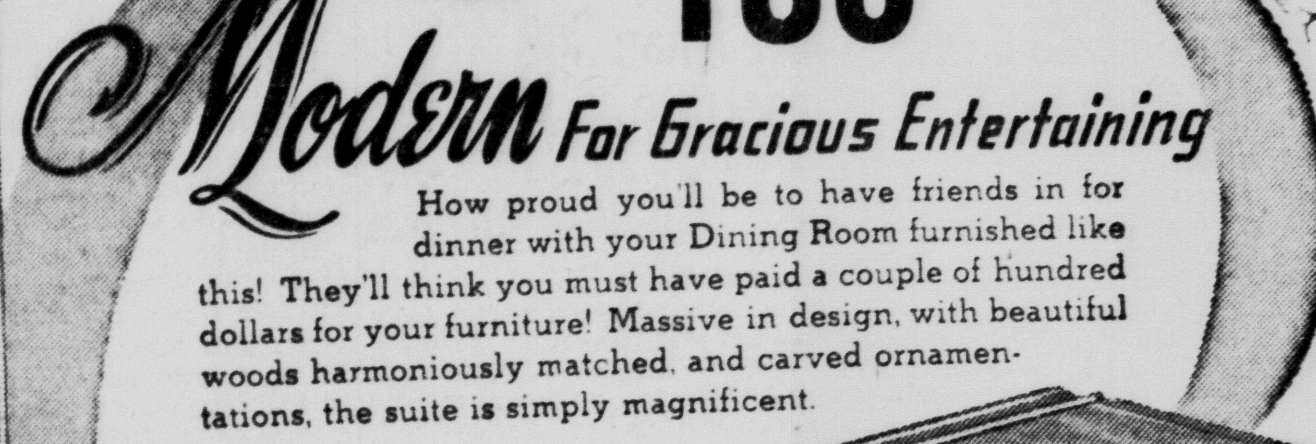 Modern For Gracious Entertaining
How proud you'll be to have friends in for
dinner with your Dining Room furnished like
this! They'll think you must have paid a couple of hundred
dollars for your furniture! Massive in design, with beautiful
woods harmoniously matched, and carved ornamen-
tations, the suite is simply magnificent.